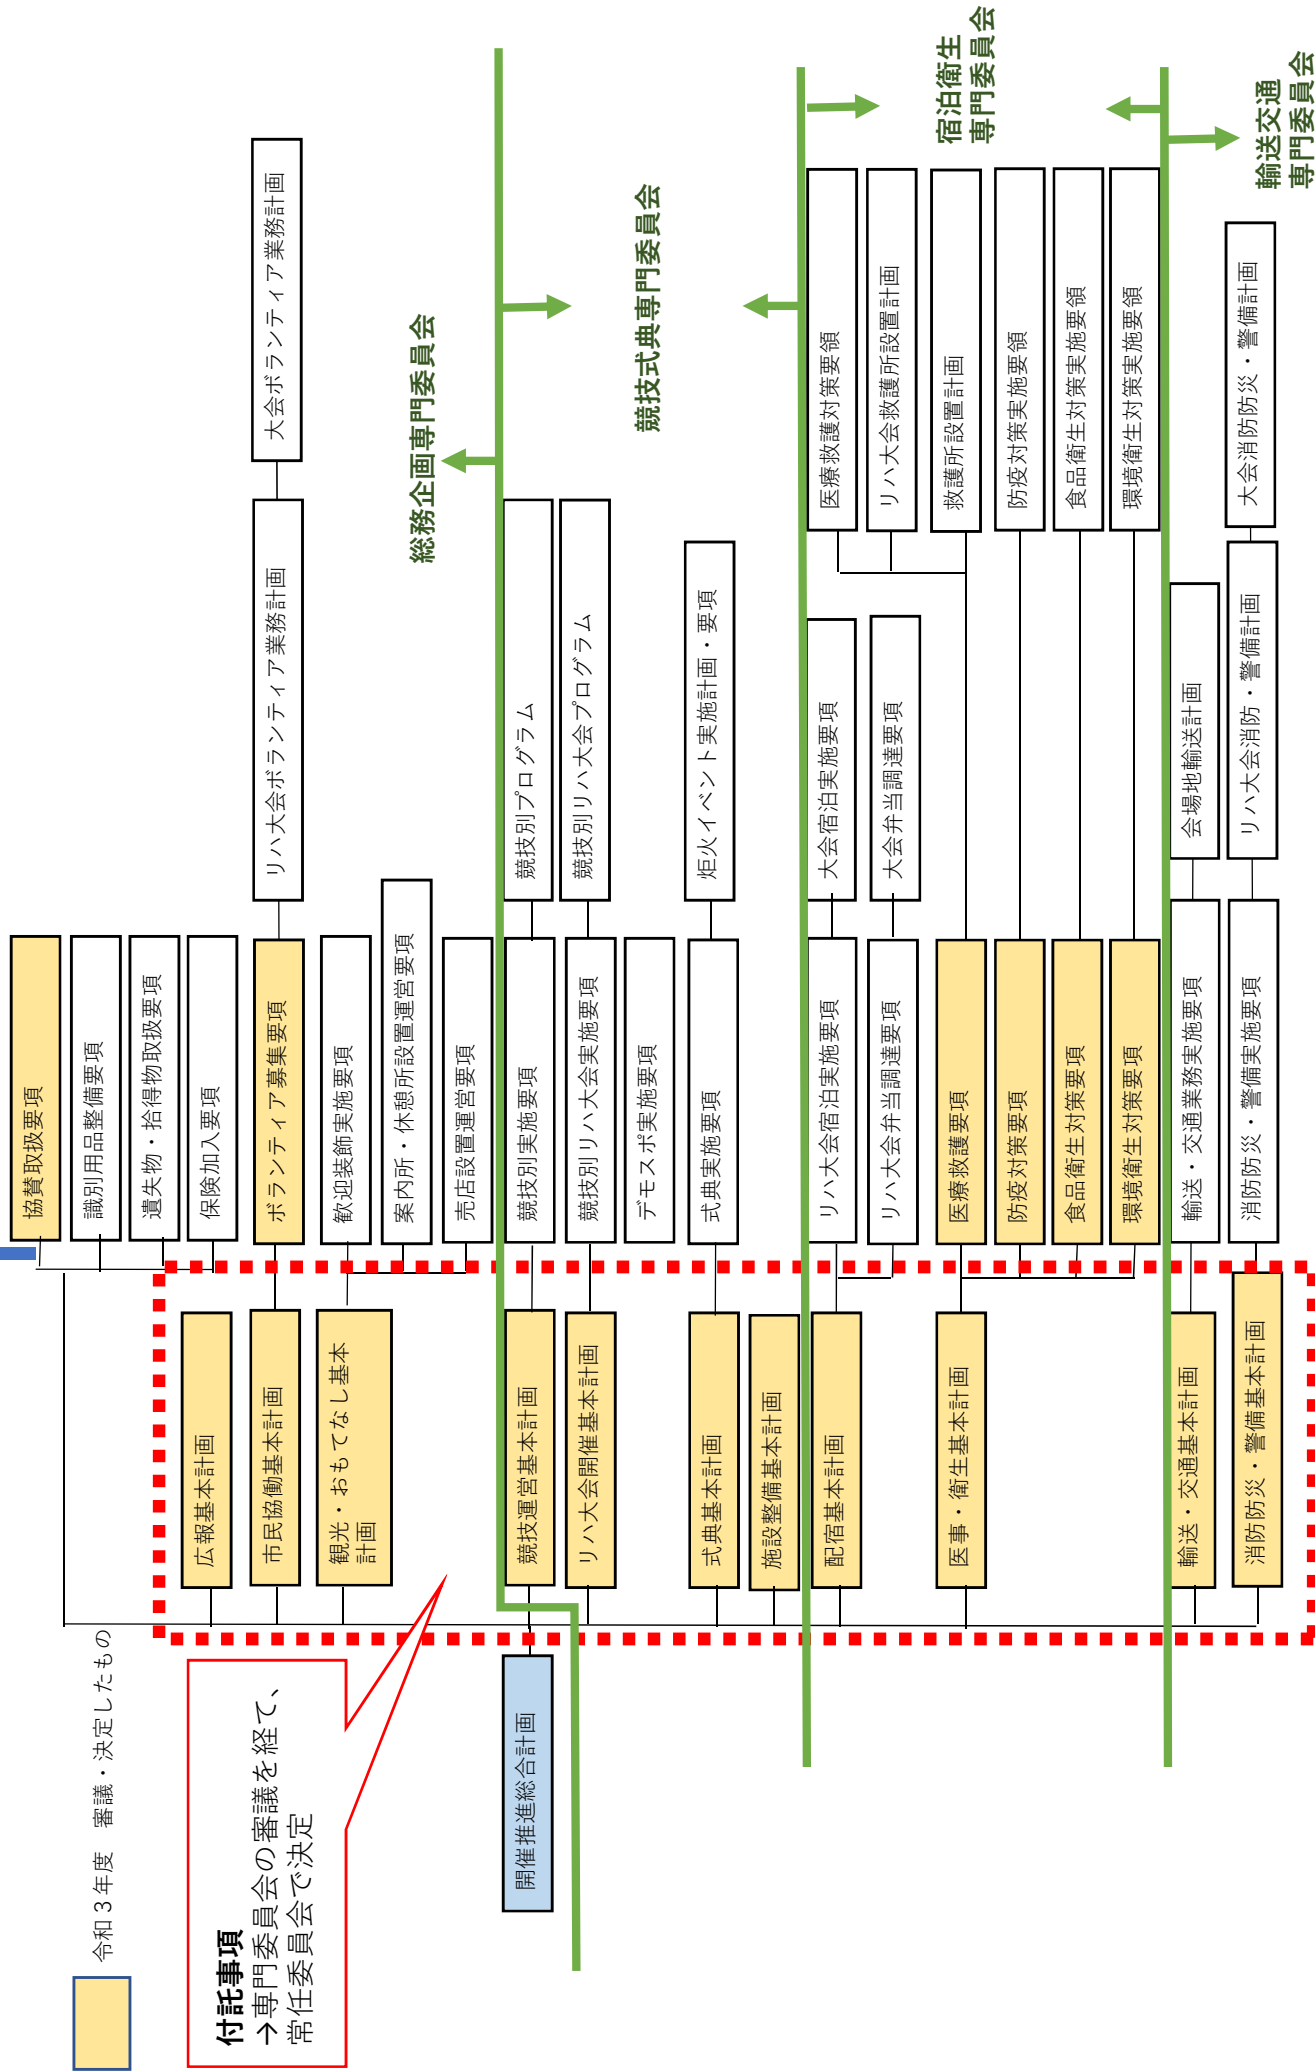 令和３年度　審議・決定したもの
付託事項
→専門委員会の審議を経て、
常任委員会で決定
開催推進総合計画
協賛取扱要項
識別用品整備要項
遺失物・拾得物取扱要項
保険加入要項
広報基本計画
市民協働基本計画
ボランティア募集要項
リハ大会ボランティア業務計画
大会ボランティア業務計画
観光・おもてなし基本
計画
歓迎装飾実施要項
案内所・休憩所設置運営要項
売店設置運営要項
総務企画専門委員会
競技運営基本計画
競技別実施要項
競技別プログラム
リハ大会開催基本計画
競技別リハ大会実施要項
競技別リハ大会プログラム
デモスポ実施要項
競技式典専門委員会
式典基本計画
式典実施要項
炬火イベント実施計画・要項
施設整備基本計画
配宿基本計画
リハ大会宿泊実施要項
大会宿泊実施要項
医療救護対策要領
リハ大会弁当調達要項
大会弁当調達要項
リハ大会救護所設置計画
医事・衛生基本計画
医療救護要項
救護所設置計画
宿泊衛生
専門委員会
防疫対策要項
防疫対策実施要領
食品衛生対策要項
食品衛生対策実施要領
環境衛生対策要項
環境衛生対策実施要領
輸送・交通基本計画
輸送・交通業務実施要項
会場地輸送計画
消防防災・警備基本計画
消防防災・警備実施要項
リハ大会消防・警備計画
大会消防防災・警備計画
輸送交通
専門委員会